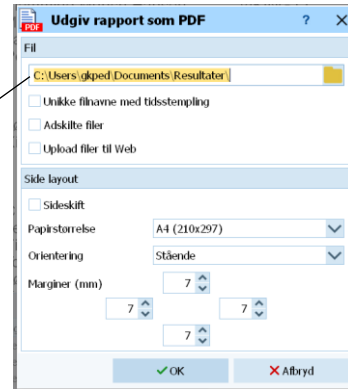 PDF Udgiv rapport som PDF ? X
Fil
C:\Users\gkped\Documents\Resultater\
Unikke filnavne med tidsstempling
Adskilte filer
Upload filer til Web
Side layout
Sideskift
Papirstørrelse A4 (210x297)
Orientering Stående
Marginer (mm) 7
7 7
7
OK Afbryd